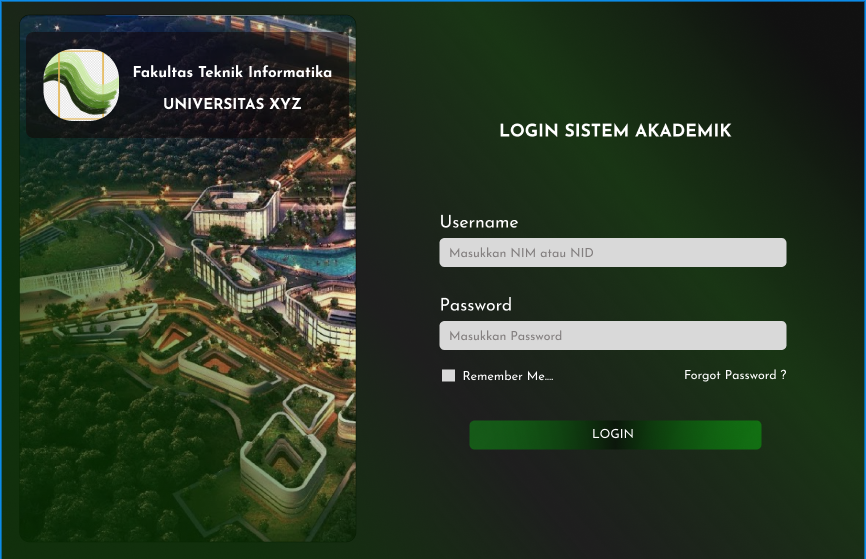 Fakultas Teknik Informatika
UNIVERSITAS XYZ
LOGIN SISTEM AKADEMIK
Username
Masukkan NIM atau NID
Password
Masukkan Password
Remember Me....
Forgot Password ?
LOGIN